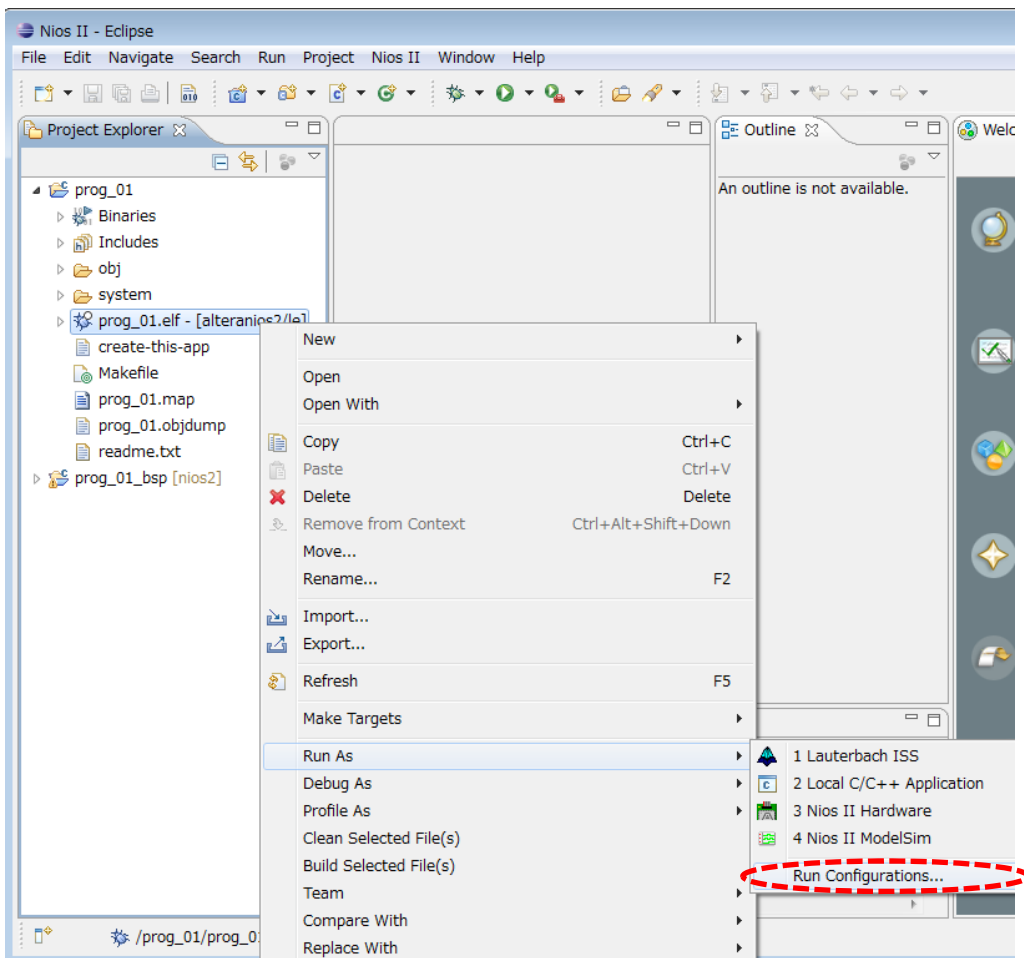 Nios II - Eclipse
File Edit Navigate Search Run Project Nios II Window Help
Project Explorer
Outline
Welc
An outline is not available.
prog_01
Binaries
Includes
obj
system
prog_01.elf - [alteranios2/le]
create-this-app
Makefile
prog_01.map
prog_01.objdump
readme.txt
prog_01_bsp [nios2]
New
Open
Open With
Copy Ctrl+C
Paste Ctrl+V
Delete Delete
Remove from Context Ctrl+Alt+Shift+Down
Move...
Rename... F2
Import...
Export...
Refresh F5
Make Targets
Run As
Debug As
Profile As
Clean Selected File(s)
Build Selected File(s)
Team
Compare With
Replace With
1 Lauterbach ISS
2 Local C/C++ Application
3 Nios II Hardware
4 Nios II ModelSim
Run Configurations...
/prog_01/prog_0